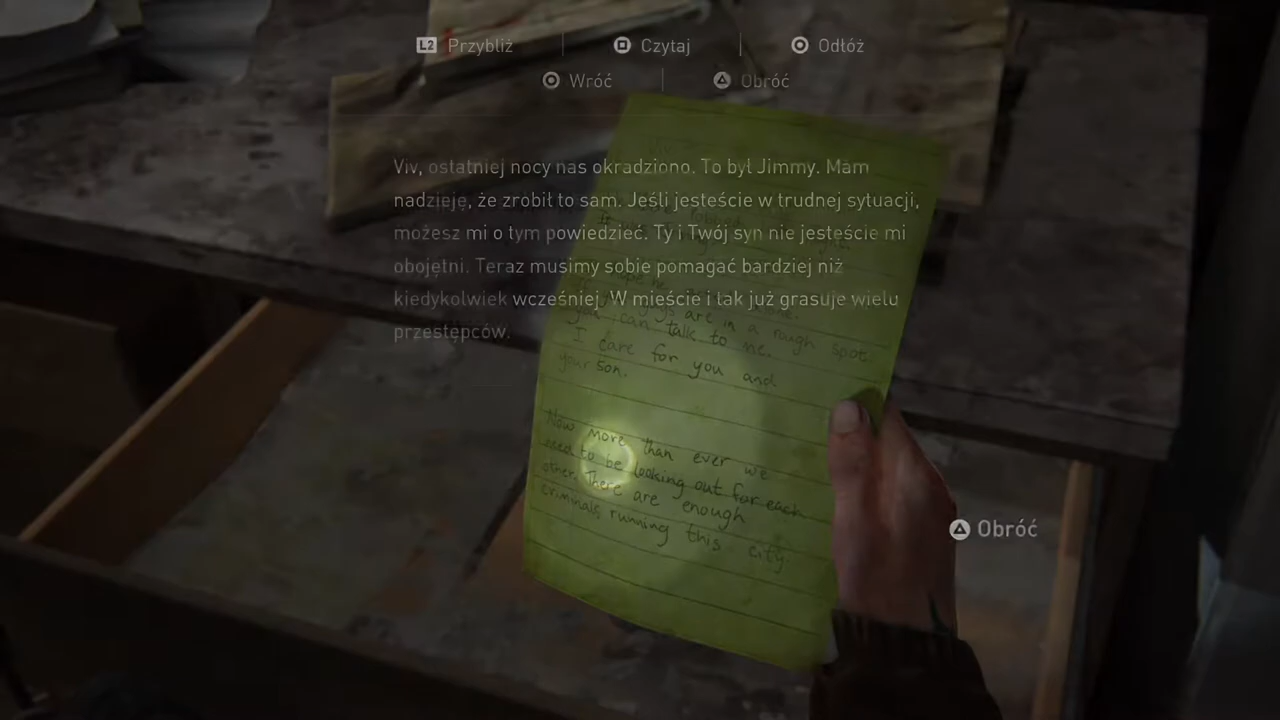 L2 Przybliż
Czytaj
Odłóż
Wróć
Obróć
Viv, ostatniej nocy nas okradziono. To był Jimmy. Mam
nadzieję, że zrobił to sam. Jeśli jesteście w trudnej sytuacji,
możesz mi o tym powiedzieć. Ty i Twój syn nie jesteście mi
obojętni. Teraz musimy sobie pomagać bardziej niż
kiedykolwiek wcześniej. W mieście i tak już grasuje wielu
przestępców.
guys are in a rough spot
you can talk to me.
I care for you and
your son.
Now more than ever we
need to be looking out for each
other. There are enough
criminals running this city.
Obróć